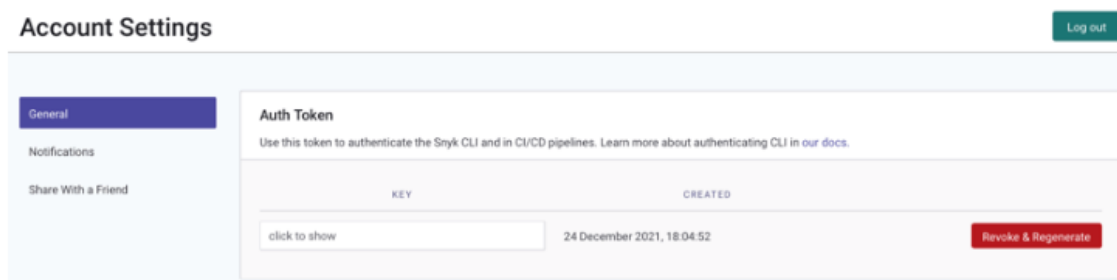 Account Settings
Log out
General
Notifications
Share With a Friend
Auth Token
Use this token to authenticate the Snyk CLI and in CI/CD pipelines. Learn more about authenticating CLI in our docs.
KEY CREATED
click to show 24 December 2021, 18:04:52 Revoke & Regenerate